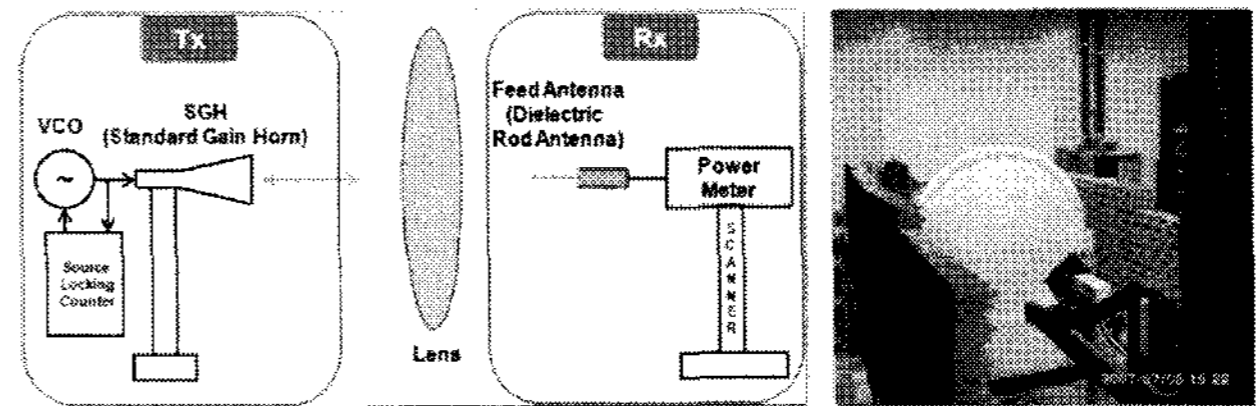 Tx
VCO
SGH
(Standard Gain Horn)
~
Source
Locking
Counter
Lens
Rx
Feed Antenna
(Dielectric
Rod Antenna)
Power
Meter
SCANNER